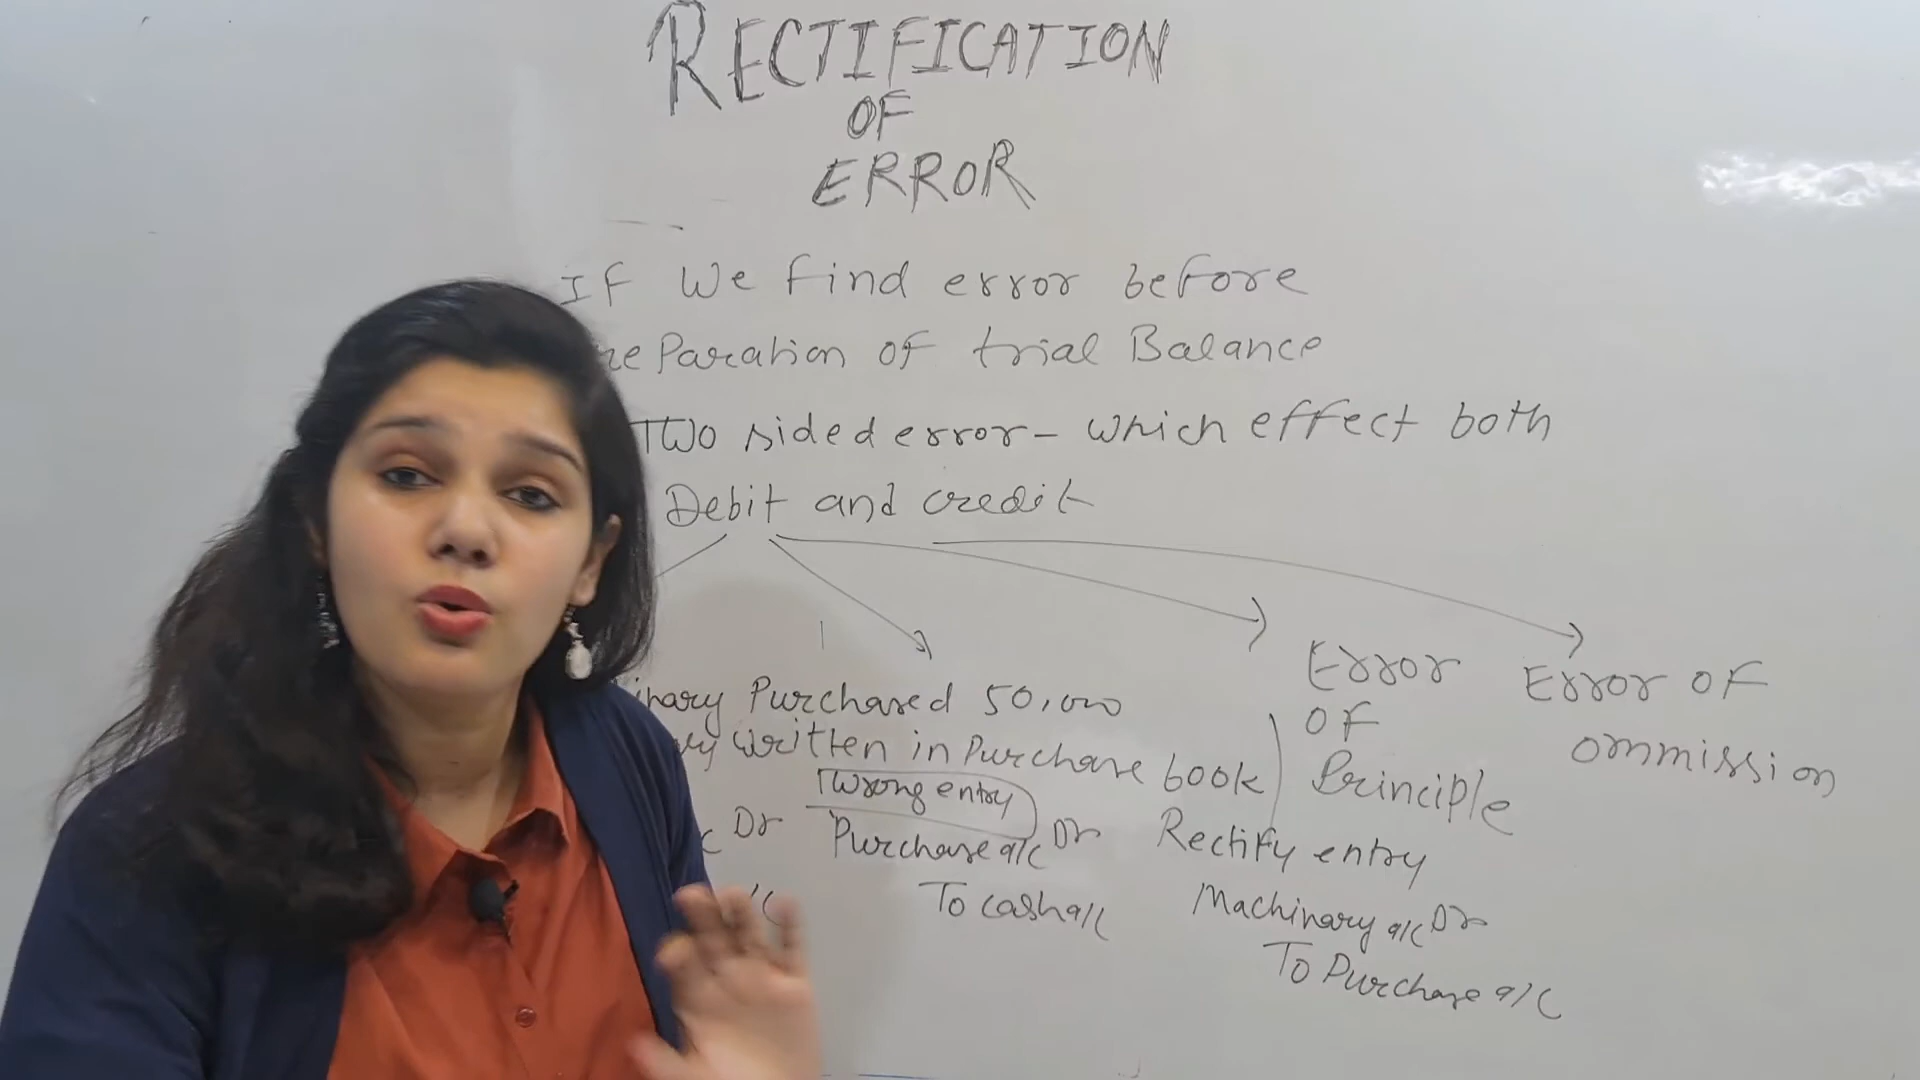 RECTIFICATION
OF
ERROR
IF We find error before
Paration of trial Balance
Two sided error - which effect both
Debit and credit
Error
OF
Principle
Error OF
ommission
Purchased 50,000
written in Purchase book
Wrong entry
Dr
Purchase a/c Dr
To cash a/c
Rectify entry
Machinary a/c Dr
To Purchase a/c